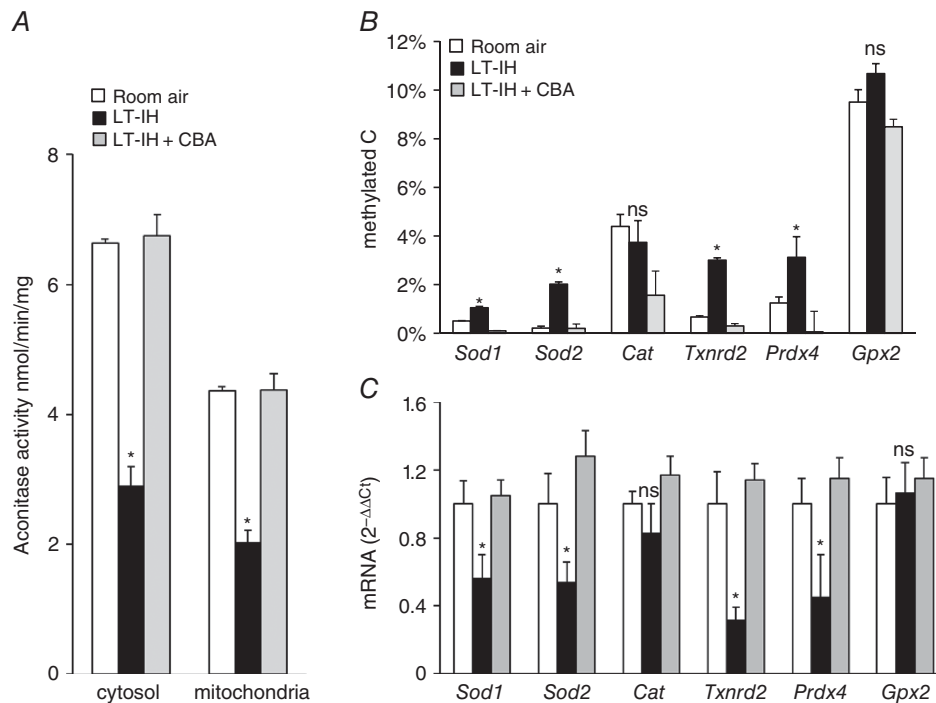 A
Room air
LT-IH
LT-IH + CBA
Aconitase activity nmol/min/mg
8
6
4
2
0
*
*
cytosol
mitochondria
B
Room air
LT-IH
LT-IH + CBA
methylated C
12%
10%
8%
6%
4%
2%
0%
*
*
ns
*
*
ns
Sod1
Sod2
Cat
Txnrd2
Prdx4
Gpx2
C
mRNA (2−ΔΔCt)
1.6
1.2
0.8
0.4
0
*
*
ns
*
*
ns
Sod1
Sod2
Cat
Txnrd2
Prdx4
Gpx2